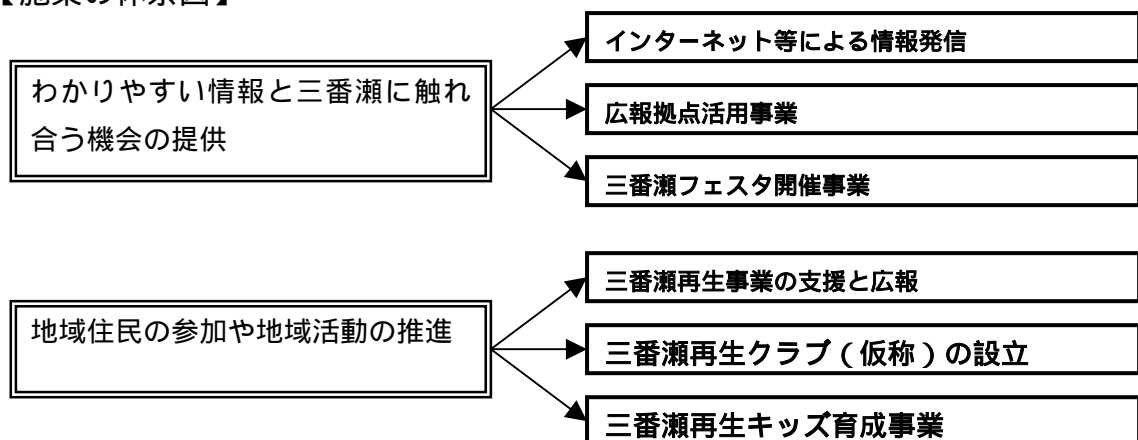 【施策の体系図】
わかりやすい情報と三番瀬に触れ
合う機会の提供
インターネット等による情報発信
広報拠点活用事業
三番瀬フェスタ開催事業
地域住民の参加や地域活動の推進
三番瀬再生事業の支援と広報
三番瀬再生クラブ(仮称)の設立
三番瀬再生キッズ育成事業